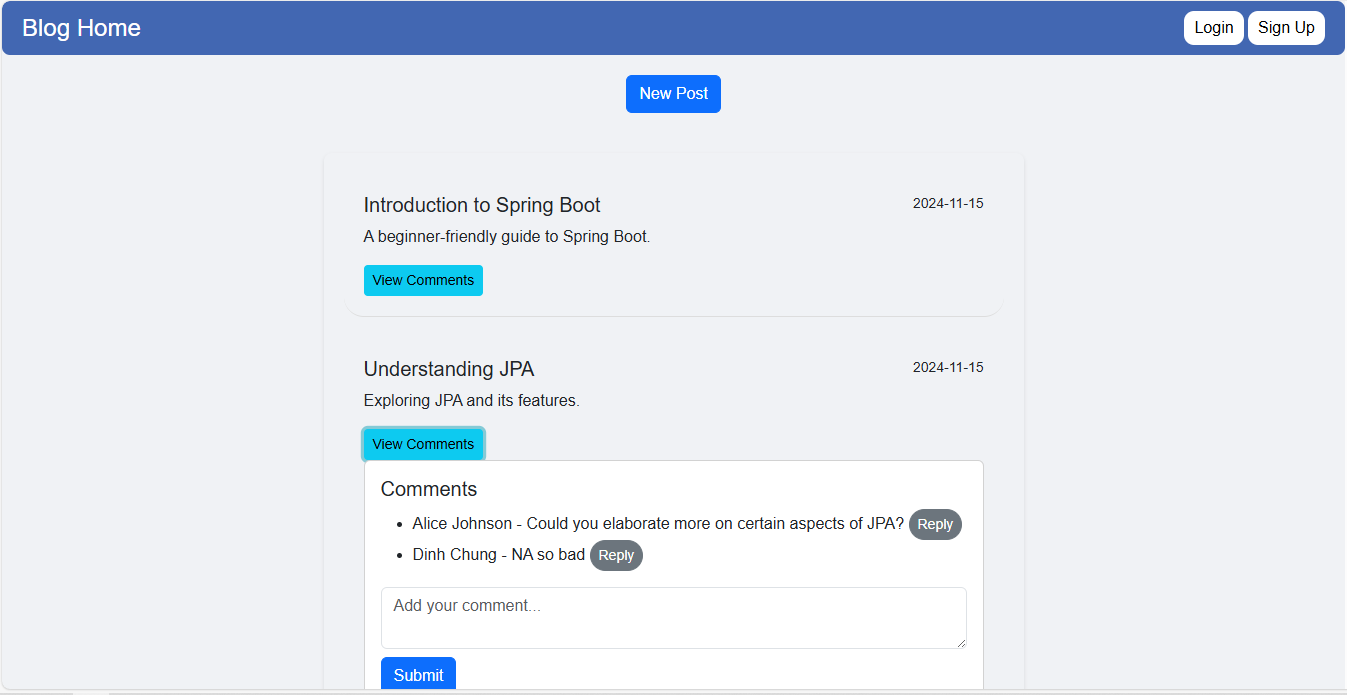 Blog Home
Login
Sign Up
New Post
Introduction to Spring Boot
2024-11-15
A beginner-friendly guide to Spring Boot.
View Comments
Understanding JPA
2024-11-15
Exploring JPA and its features.
View Comments
Comments
Alice Johnson - Could you elaborate more on certain aspects of JPA? Reply
Dinh Chung - NA so bad Reply
Add your comment...
Submit